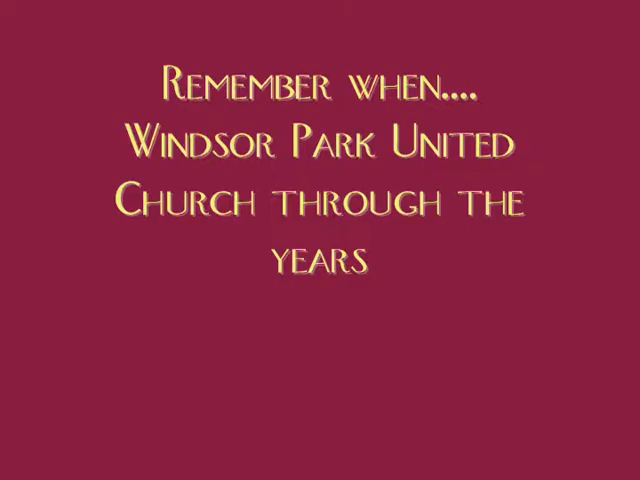 Remember when....
Windsor Park United
Church through the
years